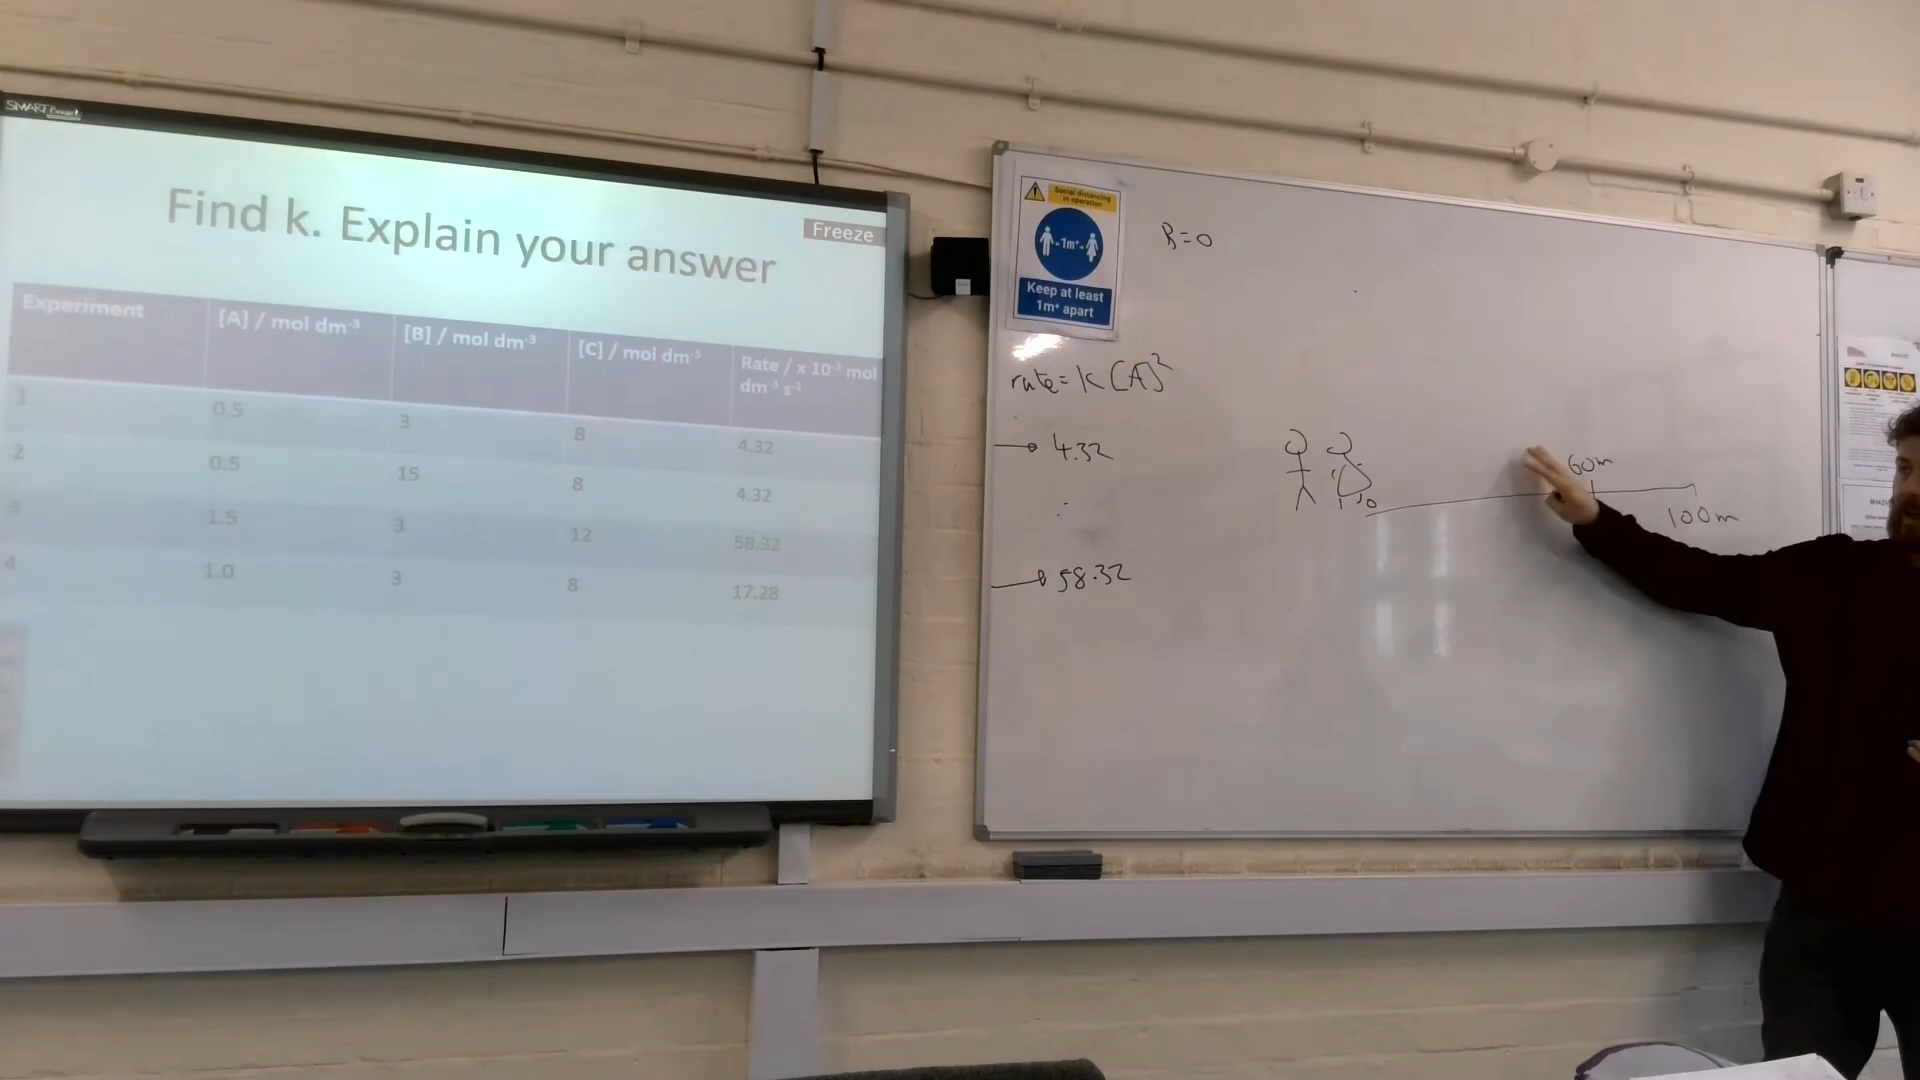 SMART Board
Find k. Explain your answer
Freeze
Experiment [A] / mol dm-3 [B] / mol dm-3 [C] / mol dm-3 Rate / x 10-3 mol dm-3 s-1
1 0.5 3 8 4.32
2 0.5 15 8 4.32
3 1.5 3 12 58.32
4 1.0 3 8 17.28
Social distancing
in operation
1m+
Keep at least
1m+ apart
B=0
rate=K[A]2
4.32
58.32
0
60m
100m